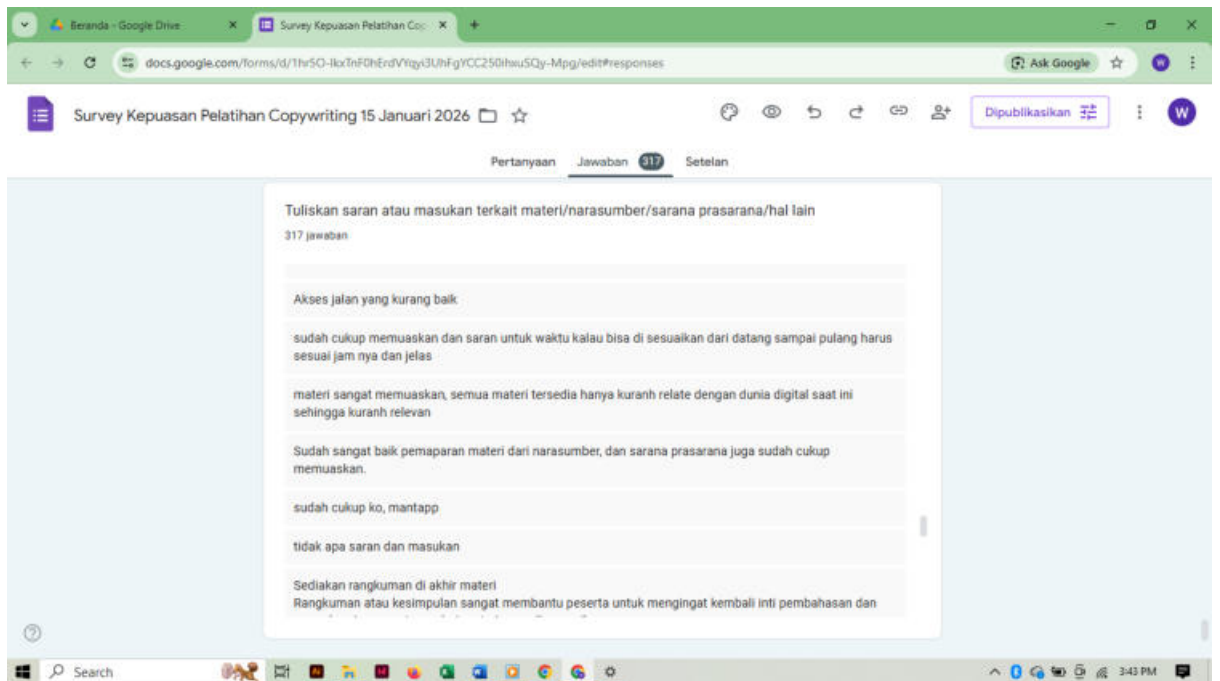 Beranda - Google Drive
Survey Kepuasan Pelatihan Cop
docs.google.com/forms/d/
/edit#responses
Ask Google
W
Survey Kepuasan Pelatihan Copywriting 15 Januari 2026
Dipublikasikan
W
Pertanyaan Jawaban 317 Setelan
Tuliskan saran atau masukan terkait materi/narasumber/sarana prasarana/hal lain
317 jawaban
Akses jalan yang kurang baik
sudah cukup memuaskan dan saran untuk waktu kalau bisa di sesuaikan dari datang sampai pulang harus
sesuai jam nya dan jelas
materi sangat memuaskan, semua materi tersedia hanya kuranh relate dengan dunia digital saat ini
sehingga kuranh relevan
Sudah sangat baik pemaparan materi dari narasumber, dan sarana prasarana juga sudah cukup
memuaskan.
sudah cukup ko, mantapp
tidak apa saran dan masukan
Sediakan rangkuman di akhir materi
Rangkuman atau kesimpulan sangat membantu peserta untuk mengingat kembali inti pembahasan dan
Search
3:43 PM